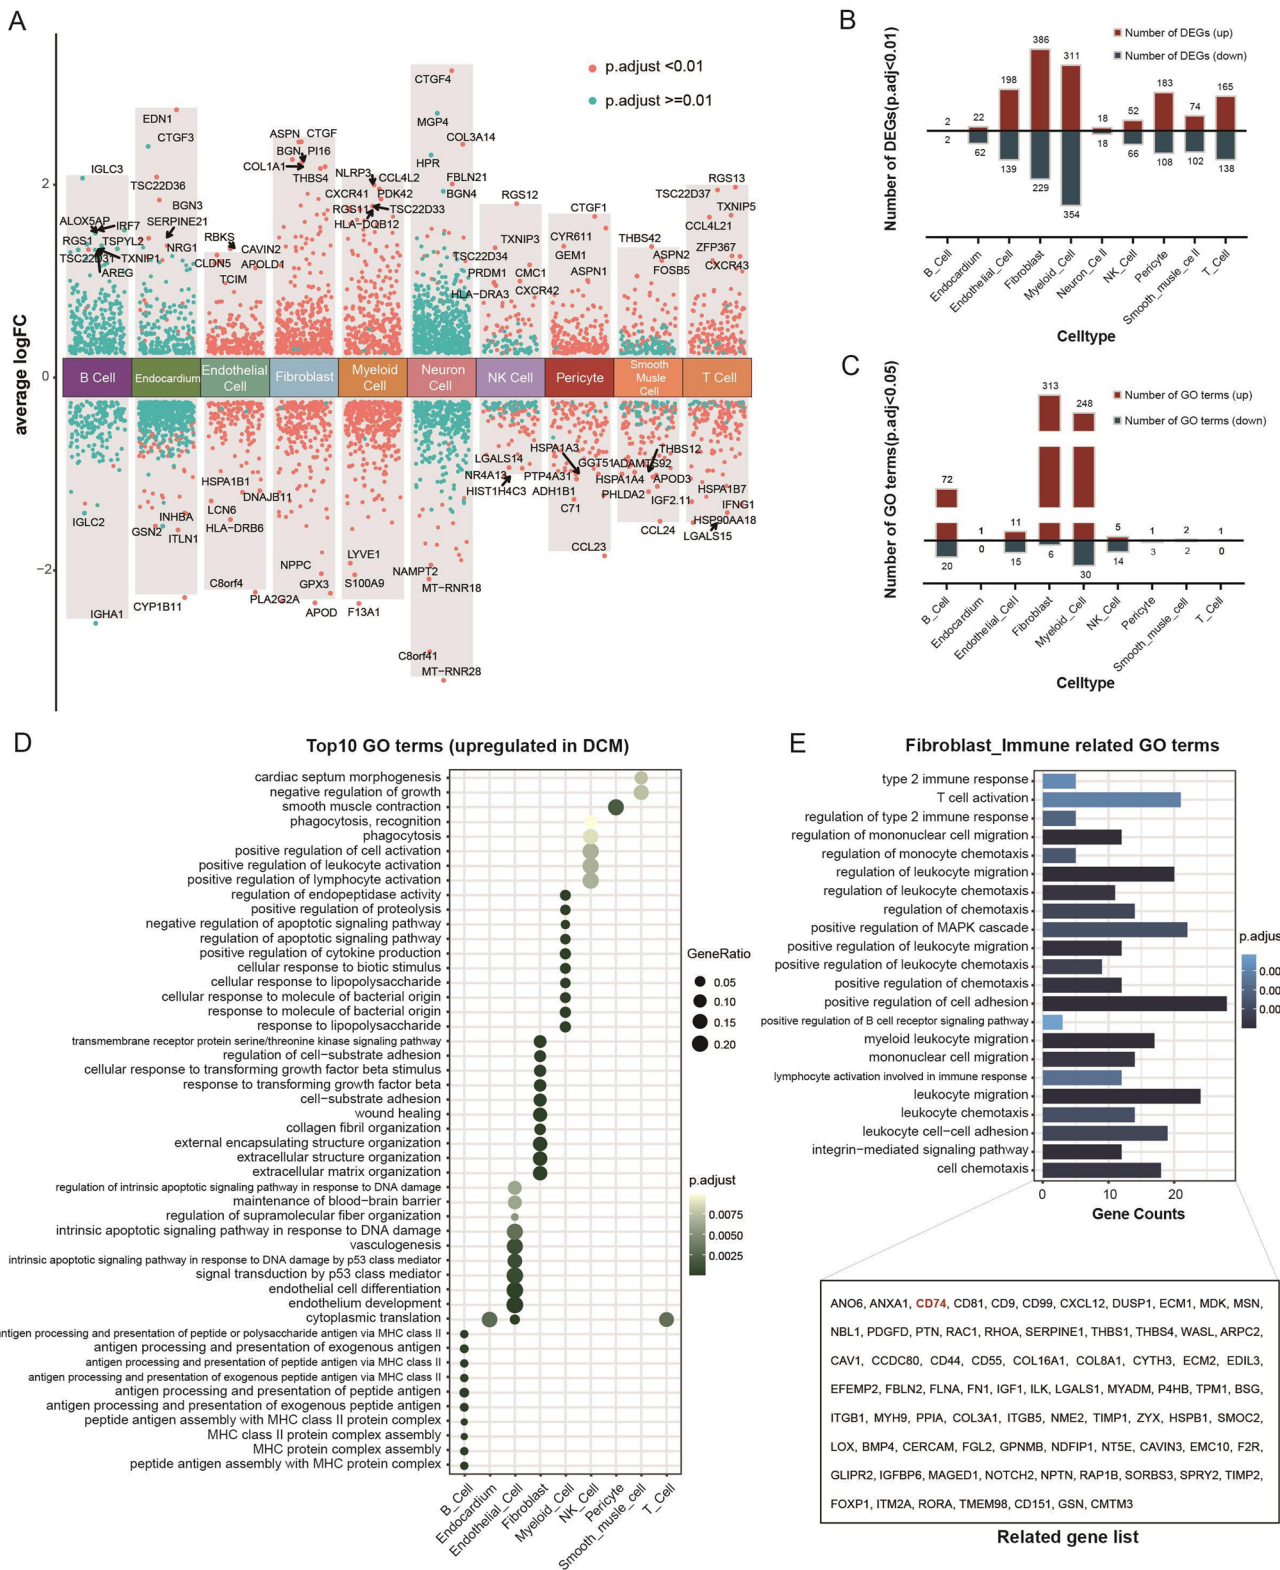 A
average logFC
2
0
−2
p.adjust <0.01
p.adjust >=0.01
IGLC3
ALOX5AP
IRF7
RGS1
TSPYL2
TSC22D31
TXNIP1
AREG
EDN1
CTGF3
TSC22D36
BGN3
SERPINE21
NRG1
RBKS
CAVIN2
CLDN5
APOLD1
TCIM
ASPN
CTGF
BGN
PI16
COL1A1
THBS4
NLRP3
CCL4L2
CXCR41
PDK42
RGS11
TSC22D33
HLA−DQB12
CTGF4
MGP4
COL3A14
HPR
FBLN21
BGN4
RGS12
TXNIP3
TSC22D34
PRDM1
CMC1
HLA−DRA3
CXCR42
CTGF1
CYR611
GEM1
ASPN1
THBS42
ASPN2
FOSB5
RGS13
TSC22D37
TXNIP5
CCL4L21
ZFP367
CXCR43
B Cell
Endocardium
Endothelial
Cell
Fibroblast
Myeloid
Cell
Neuron
Cell
NK Cell
Pericyte
Smooth
Musle
Cell
T Cell
IGLC2
IGHA1
INHBA
GSN2
ITLN1
CYP1B11
HSPA1B1
DNAJB11
LCN6
HLA−DRB6
C8orf4
PLA2G2A
NPPC
GPX3
APOD
LYVE1
S100A9
F13A1
NAMPT2
MT−RNR18
C8orf41
MT−RNR28
LGALS14
NR4A13
HIST1H4C3
HSPA1A3
GGT51
PTP4A31
ADH1B1
C71
CCL23
THBS12
ADAMTS92
HSPA1A4
APOD3
PHLDA2
IGF2.11
CCL24
HSPA1B7
IFNG1
HSP90AA18
LGALS15
B
Number of DEGs(p.adj<0.01)
Number of DEGs (up)
Number of DEGs (down)
2
22
198
386
311
18
52
183
74
165
2
62
139
229
354
18
66
108
102
138
B_Cell
Endocardium
Endothelial_Cell
Fibroblast
Myeloid_Cell
Neuron_Cell
NK_Cell
Pericyte
Smooth_musle_cell
T_Cell
Celltype
C
Number of GO terms(p.adj<0.05)
Number of GO terms (up)
Number of GO terms (down)
72
1
11
313
248
5
1
2
1
20
0
15
6
30
14
3
2
0
B_Cell
Endocardium
Endothelial_Cell
Fibroblast
Myeloid_Cell
NK_Cell
Pericyte
Smooth_musle_cell
T_Cell
Celltype
D
Top10 GO terms (upregulated in DCM)
cardiac septum morphogenesis
negative regulation of growth
smooth muscle contraction
phagocytosis, recognition
phagocytosis
positive regulation of cell activation
positive regulation of leukocyte activation
positive regulation of lymphocyte activation
regulation of endopeptidase activity
positive regulation of proteolysis
negative regulation of apoptotic signaling pathway
regulation of apoptotic signaling pathway
positive regulation of cytokine production
cellular response to biotic stimulus
cellular response to lipopolysaccharide
cellular response to molecule of bacterial origin
response to molecule of bacterial origin
response to lipopolysaccharide
transmembrane receptor protein serine/threonine kinase signaling pathway
regulation of cell−substrate adhesion
cellular response to transforming growth factor beta stimulus
response to transforming growth factor beta
cell−substrate adhesion
wound healing
collagen fibril organization
external encapsulating structure organization
extracellular structure organization
extracellular matrix organization
regulation of intrinsic apoptotic signaling pathway in response to DNA damage
maintenance of blood−brain barrier
regulation of supramolecular fiber organization
intrinsic apoptotic signaling pathway in response to DNA damage
vasculogenesis
intrinsic apoptotic signaling pathway in response to DNA damage by p53 class mediator
signal transduction by p53 class mediator
endothelial cell differentiation
endothelium development
cytoplasmic translation
antigen processing and presentation of peptide or polysaccharide antigen via MHC class II
antigen processing and presentation of exogenous antigen
antigen processing and presentation of peptide antigen via MHC class II
antigen processing and presentation of exogenous peptide antigen via MHC class II
antigen processing and presentation of peptide antigen
antigen processing and presentation of exogenous peptide antigen
peptide antigen assembly with MHC class II protein complex
MHC class II protein complex assembly
MHC protein complex assembly
peptide antigen assembly with MHC protein complex
B_Cell
Endocardium
Endothelial_Cell
Fibroblast
Myeloid_Cell
NK_Cell
Pericyte
Smooth_musle_cell
T_Cell
GeneRatio
0.05
0.10
0.15
0.20
p.adjust
0.0075
0.0050
0.0025
E
Fibroblast_Immune related GO terms
type 2 immune response
T cell activation
regulation of type 2 immune response
regulation of mononuclear cell migration
regulation of monocyte chemotaxis
regulation of leukocyte migration
regulation of leukocyte chemotaxis
regulation of chemotaxis
positive regulation of MAPK cascade
positive regulation of leukocyte migration
positive regulation of leukocyte chemotaxis
positive regulation of chemotaxis
positive regulation of cell adhesion
positive regulation of B cell receptor signaling pathway
myeloid leukocyte migration
mononuclear cell migration
lymphocyte activation involved in immune response
leukocyte migration
leukocyte chemotaxis
leukocyte cell−cell adhesion
integrin−mediated signaling pathway
cell chemotaxis
0
10
20
Gene Counts
p.adjus
0.00
0.00
0.00
ANO6, ANXA1, CD74, CD81, CD9, CD99, CXCL12, DUSP1, ECM1, MDK, MSN,
NBL1, PDGFD, PTN, RAC1, RHOA, SERPINE1, THBS1, THBS4, WASL, ARPC2,
CAV1, CCDC80, CD44, CD55, COL16A1, COL8A1, CYTH3, ECM2, EDIL3,
EFEMP2, FBLN2, FLNA, FN1, IGF1, ILK, LGALS1, MYADM, P4HB, TPM1, BSG,
ITGB1, MYH9, PPIA, COL3A1, ITGB5, NME2, TIMP1, ZYX, HSPB1, SMOC2,
LOX, BMP4, CERCAM, FGL2, GPNMB, NDFIP1, NT5E, CAVIN3, EMC10, F2R,
GLIPR2, IGFBP6, MAGED1, NOTCH2, NPTN, RAP1B, SORBS3, SPRY2, TIMP2,
FOXP1, ITM2A, RORA, TMEM98, CD151, GSN, CMTM3
Related gene list